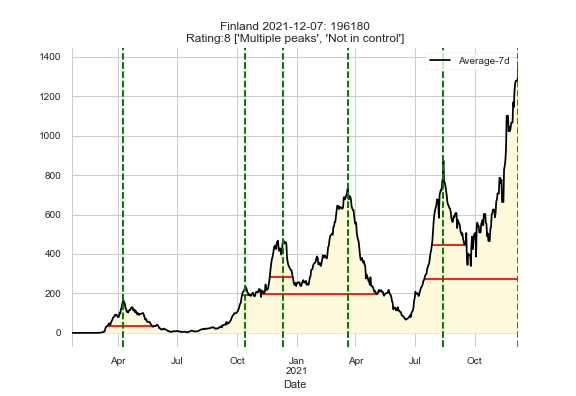 Finland 2021-12-07: 196180
Rating:8 ['Multiple peaks', 'Not in control']
Average-7d
1400
1200
1000
800
600
400
200
0
Apr Jul Oct Jan Apr Jul Oct
2021
Date